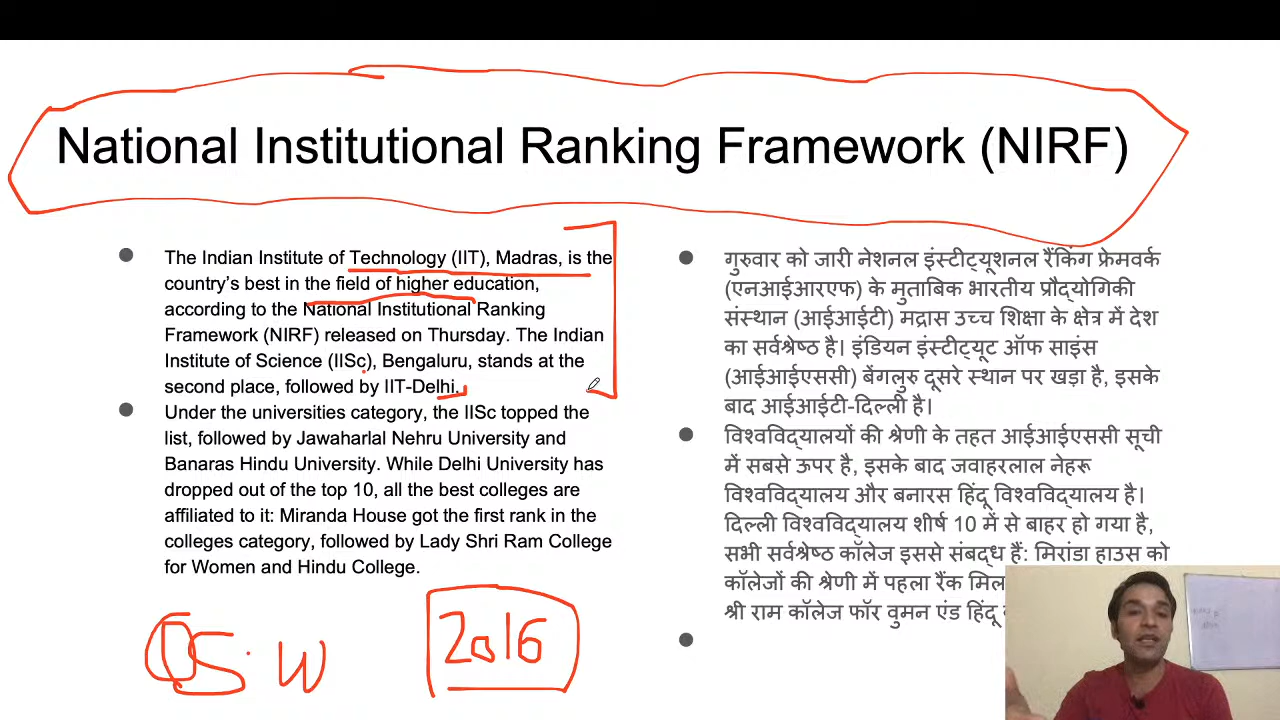 National Institutional Ranking Framework (NIRF)
The Indian Institute of Technology (IIT), Madras, is the
country's best in the field of higher education,
according to the National Institutional Ranking
Framework (NIRF) released on Thursday. The Indian
Institute of Science (IISc), Bengaluru, stands at the
second place, followed by IIT-Delhi.
Under the universities category, the IISc topped the
list, followed by Jawaharlal Nehru University and
Banaras Hindu University. While Delhi University has
dropped out of the top 10, all the best colleges are
affiliated to it: Miranda House got the first rank in the
colleges category, followed by Lady Shri Ram College
for Women and Hindu College.
गुरुवार को जारी नेशनल इंस्टीट्यूशनल रैंकिंग फ्रेमवर्क
(एनआईआरएफ) के मुताबिक भारतीय प्रौद्योगिकी
संस्थान (आईआईटी) मद्रास उच्च शिक्षा के क्षेत्र में देश
का सर्वश्रेष्ठ है। इंडियन इंस्टीट्यूट ऑफ साइंस
(आईआईएससी) बेंगलुरु दूसरे स्थान पर खड़ा है, इसके
बाद आईआईटी-दिल्ली है।
विश्वविद्यालयों की श्रेणी के तहत आईआईएससी सूची
में सबसे ऊपर है, इसके बाद जवाहरलाल नेहरू
विश्वविद्यालय और बनारस हिंदू विश्वविद्यालय है।
दिल्ली विश्वविद्यालय शीर्ष 10 में से बाहर हो गया है,
सभी सर्वश्रेष्ठ कॉलेज इससे संबद्ध हैं: मिरांडा हाउस को
कॉलेजों की श्रेणी में पहला रैंक
श्री राम कॉलेज फॉर वुमन एंड हिंदू
QS W
2016